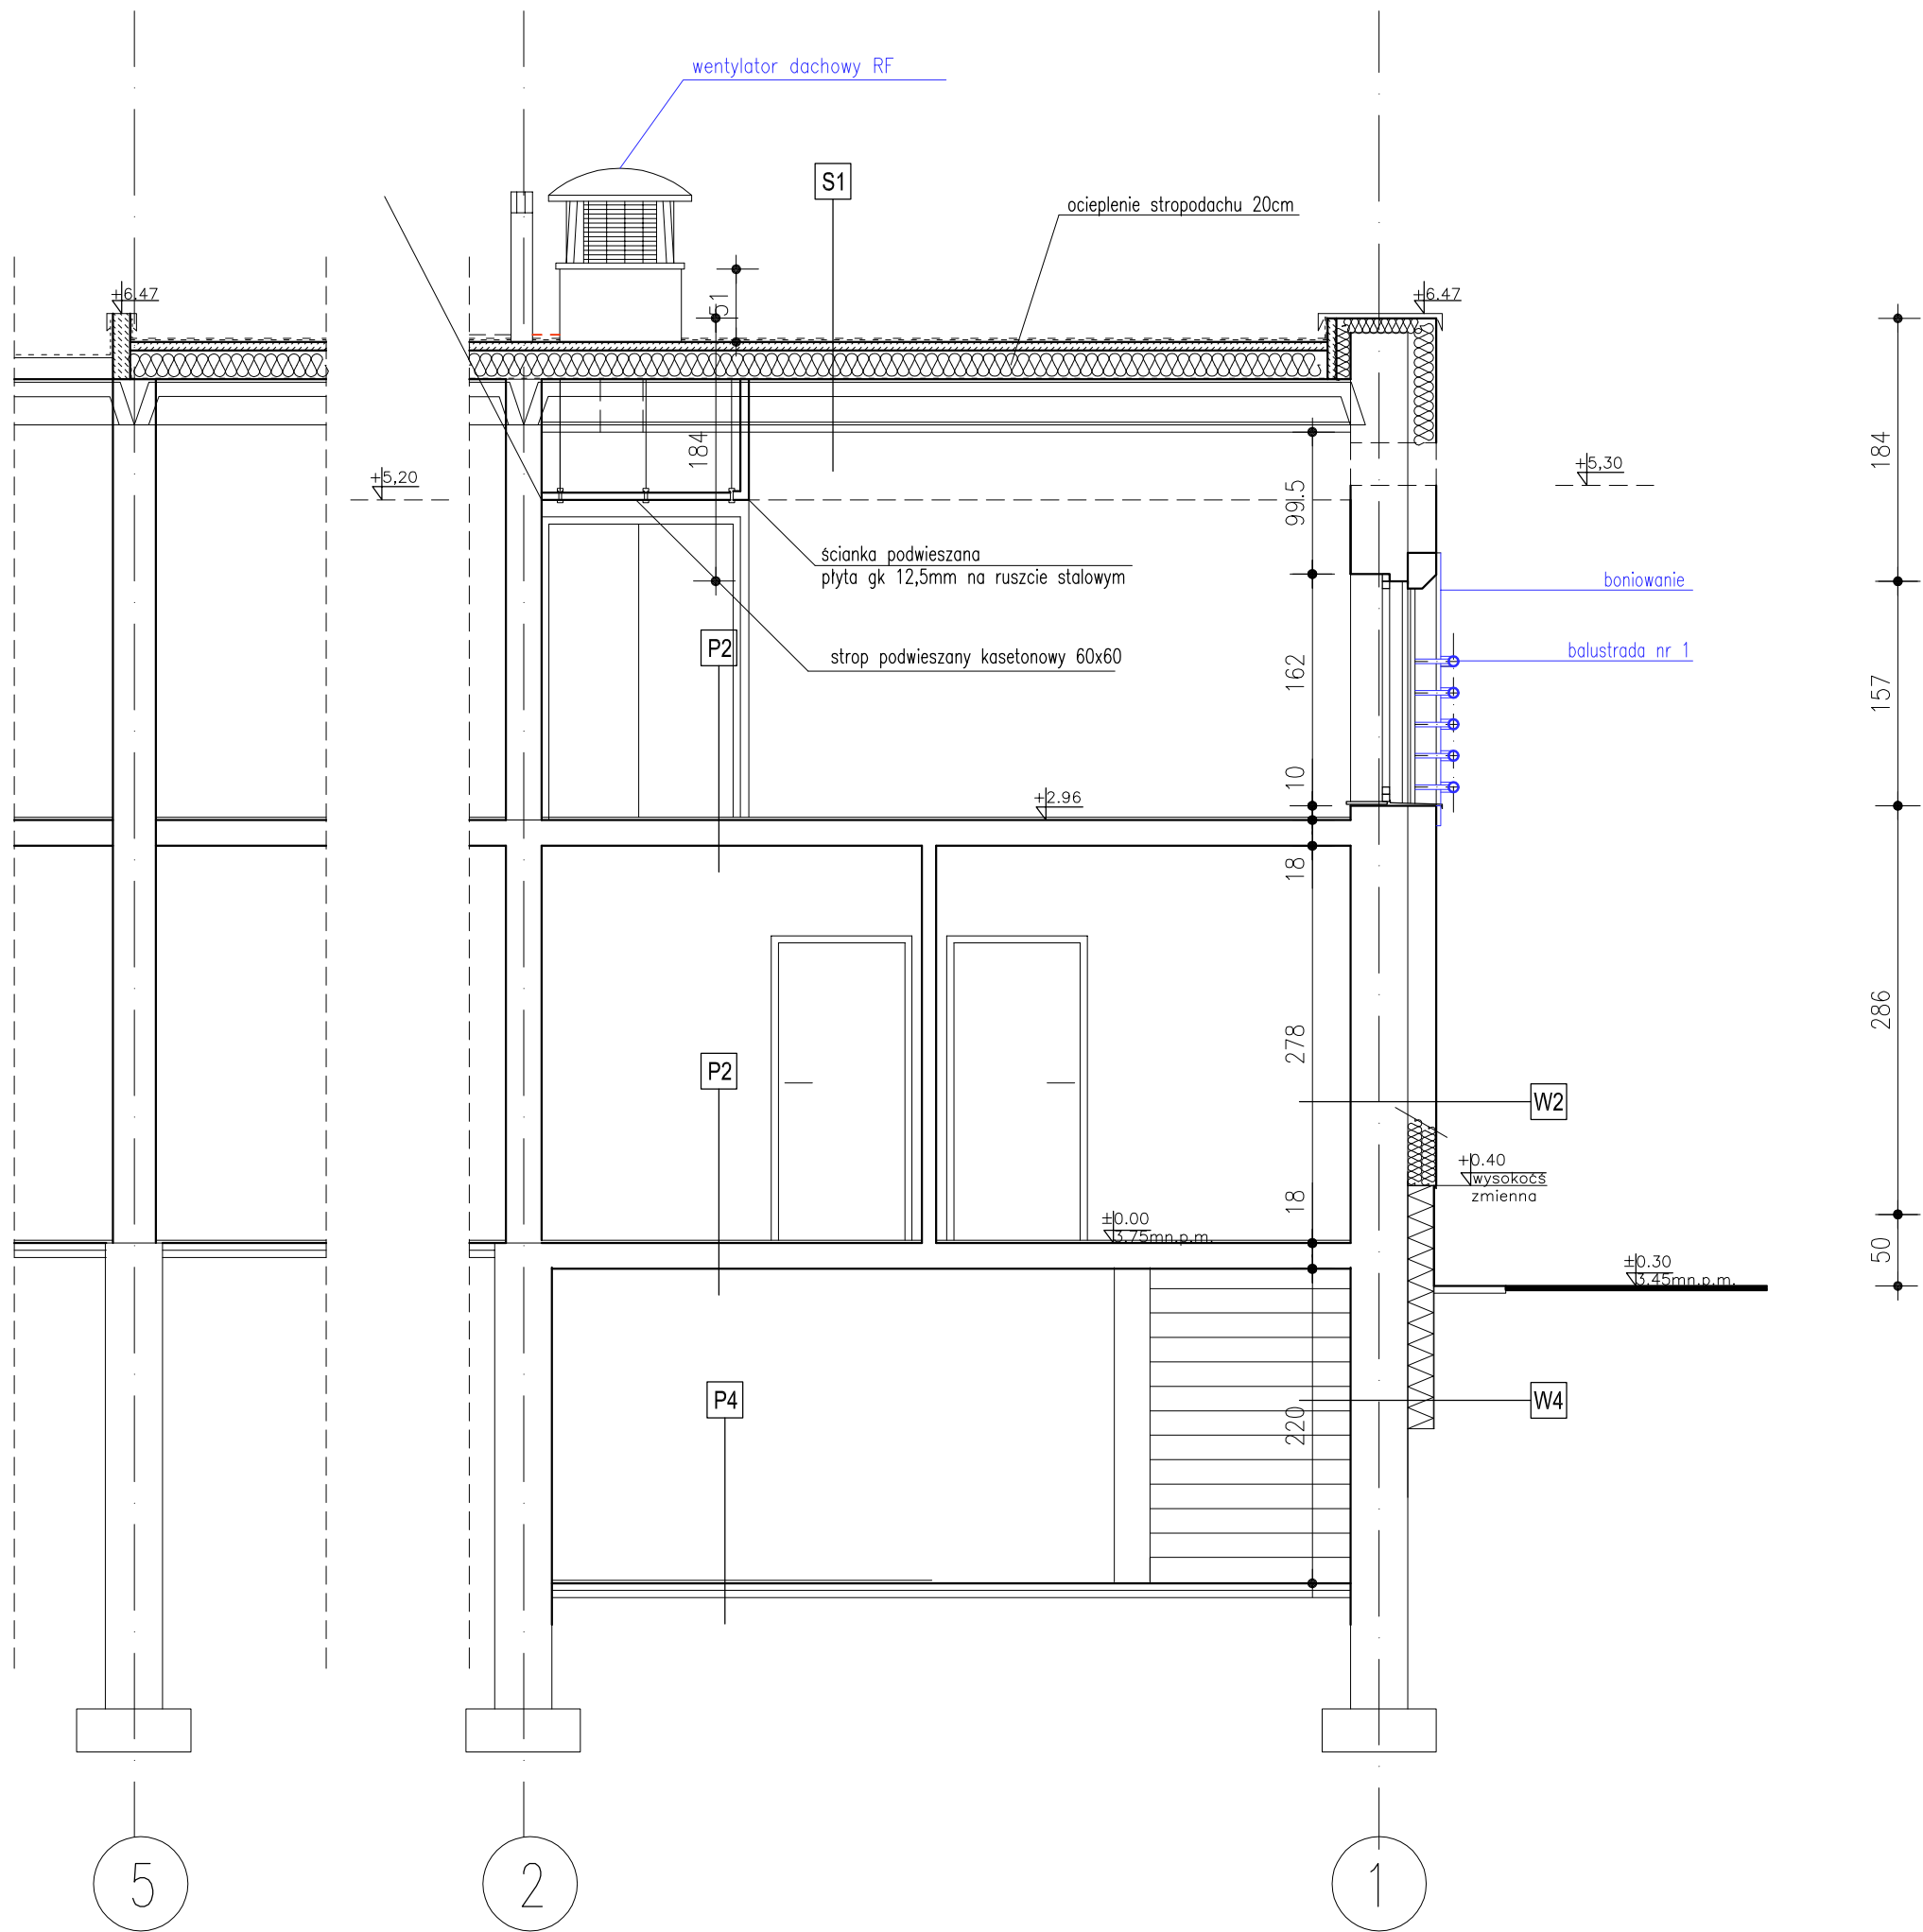 wentylator dachowy RF
S1
ocieplenie stropodachu 20cm
+6.47
+6.47
51
184
184
+5,20
+5,30
99.5
ścianka podwieszana
płyta gk 12,5mm na ruszcie stalowym
boniowanie
P2
strop podwieszany kasetonowy 60x60
162
balustrada nr 1
157
10
+2.96
18
286
278
P2
W2
+0.40
wysokocś
zmienna
18
±0.00
3.75mn.p.m.
50
±0.30
3.45mn.p.m.
P4
W4
220
5
2
1